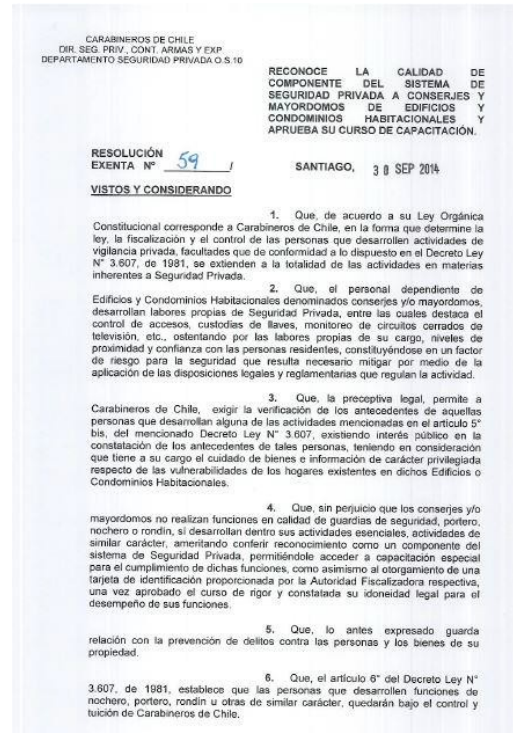 CARABINEROS DE CHILE
DIR. SEG. PRIV., CONT. ARMAS Y EXP
DEPARTAMENTO SEGURIDAD PRIVADA O.S.10
RECONOCE LA CALIDAD DE
COMPONENTE DEL SISTEMA DE
SEGURIDAD PRIVADA A CONSERJES Y
MAYORDOMOS DE EDIFICIOS Y
CONDOMINIOS HABITACIONALES Y
APRUEBA SU CURSO DE CAPACITACIÓN.
RESOLUCIÓN
EXENTA N° 59 /
SANTIAGO, 30 SEP 2014
VISTOS Y CONSIDERANDO
1. Que, de acuerdo a su Ley Orgánica
Constitucional corresponde a Carabineros de Chile, en la forma que determine la
ley, la fiscalización y el control de las personas que desarrollen actividades de
vigilancia privada, facultades que de conformidad a lo dispuesto en el Decreto Ley
N° 3.607, de 1981, se extienden a la totalidad de las actividades en materias
inherentes a Seguridad Privada.
2. Que, el personal dependiente de
Edificios y Condominios Habitacionales denominados conserjes y/o mayordomos,
desarrollan labores propias de Seguridad Privada, entre las cuales destaca el
control de accesos, custodias de llaves, monitoreo de circuitos cerrados de
televisión, etc., ostentando por las labores propias de su cargo, niveles de
proximidad y confianza con las personas residentes, constituyéndose en un factor
de riesgo para la seguridad que resulta necesario mitigar por medio de la
aplicación de las disposiciones legales y reglamentarias que regulan la actividad.
3. Que, la preceptiva legal, permite a
Carabineros de Chile, exigir la verificación de los antecedentes de aquellas
personas que desarrollan alguna de las actividades mencionadas en el artículo 5°
bis, del mencionado Decreto Ley N° 3.607, existiendo interés público en la
constatación de los antecedentes de tales personas, teniendo en consideración
que tiene a su cargo el cuidado de bienes e información de carácter privilegiada
respecto de las vulnerabilidades de los hogares existentes en dichos Edificios o
Condominios Habitacionales.
4. Que, sin perjuicio que los conserjes y/o
mayordomos no realizan funciones en calidad de guardias de seguridad, portero,
nochero o rondín, si desarrollan dentro sus actividades esenciales, actividades de
similar carácter, ameritando conferir reconocimiento como un componente del
sistema de Seguridad Privada, permitiéndole acceder a capacitación especial
para el cumplimiento de dichas funciones, como asimismo al otorgamiento de una
tarjeta de identificación proporcionada por la Autoridad Fiscalizadora respectiva,
una vez aprobado el curso de rigor y constatada su idoneidad legal para el
desempeño de sus funciones.
5. Que, lo antes expresado guarda
relación con la prevención de delitos contra las personas y los bienes de su
propiedad.
6. Que, el artículo 6° del Decreto Ley N°
3.607, de 1981, establece que las personas que desarrollen funciones de
nochero, portero, rondín u otras de similar carácter, quedarán bajo el control y
tuición de Carabineros de Chile.